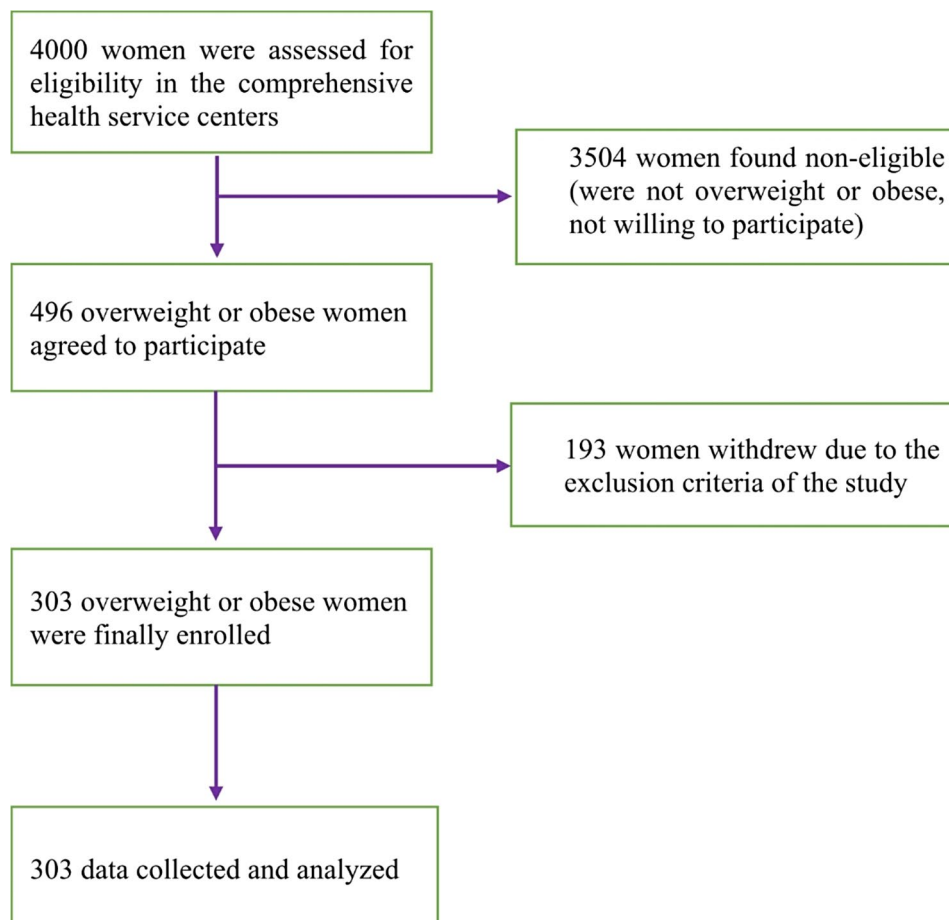 4000 women were assessed for
eligibility in the comprehensive
health service centers
3504 women found non-eligible
(were not overweight or obese,
not willing to participate)
496 overweight or obese women
agreed to participate
193 women withdrew due to the
exclusion criteria of the study
303 overweight or obese women
were finally enrolled
303 data collected and analyzed